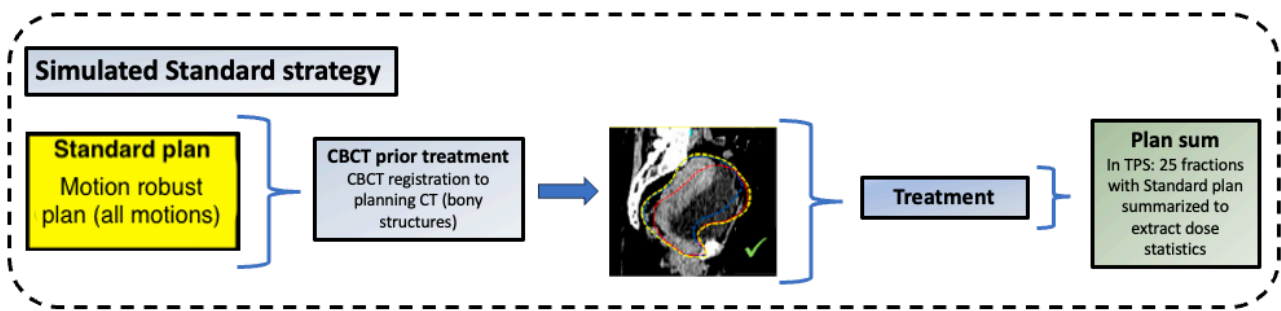 Simulated Standard strategy
Standard plan
Motion robust
plan (all motions)
CBCT prior treatment
CBCT registration to
planning CT (bony
structures)
Treatment
Plan sum
In TPS: 25 fractions
with Standard plan
summarized to
extract dose
statistics